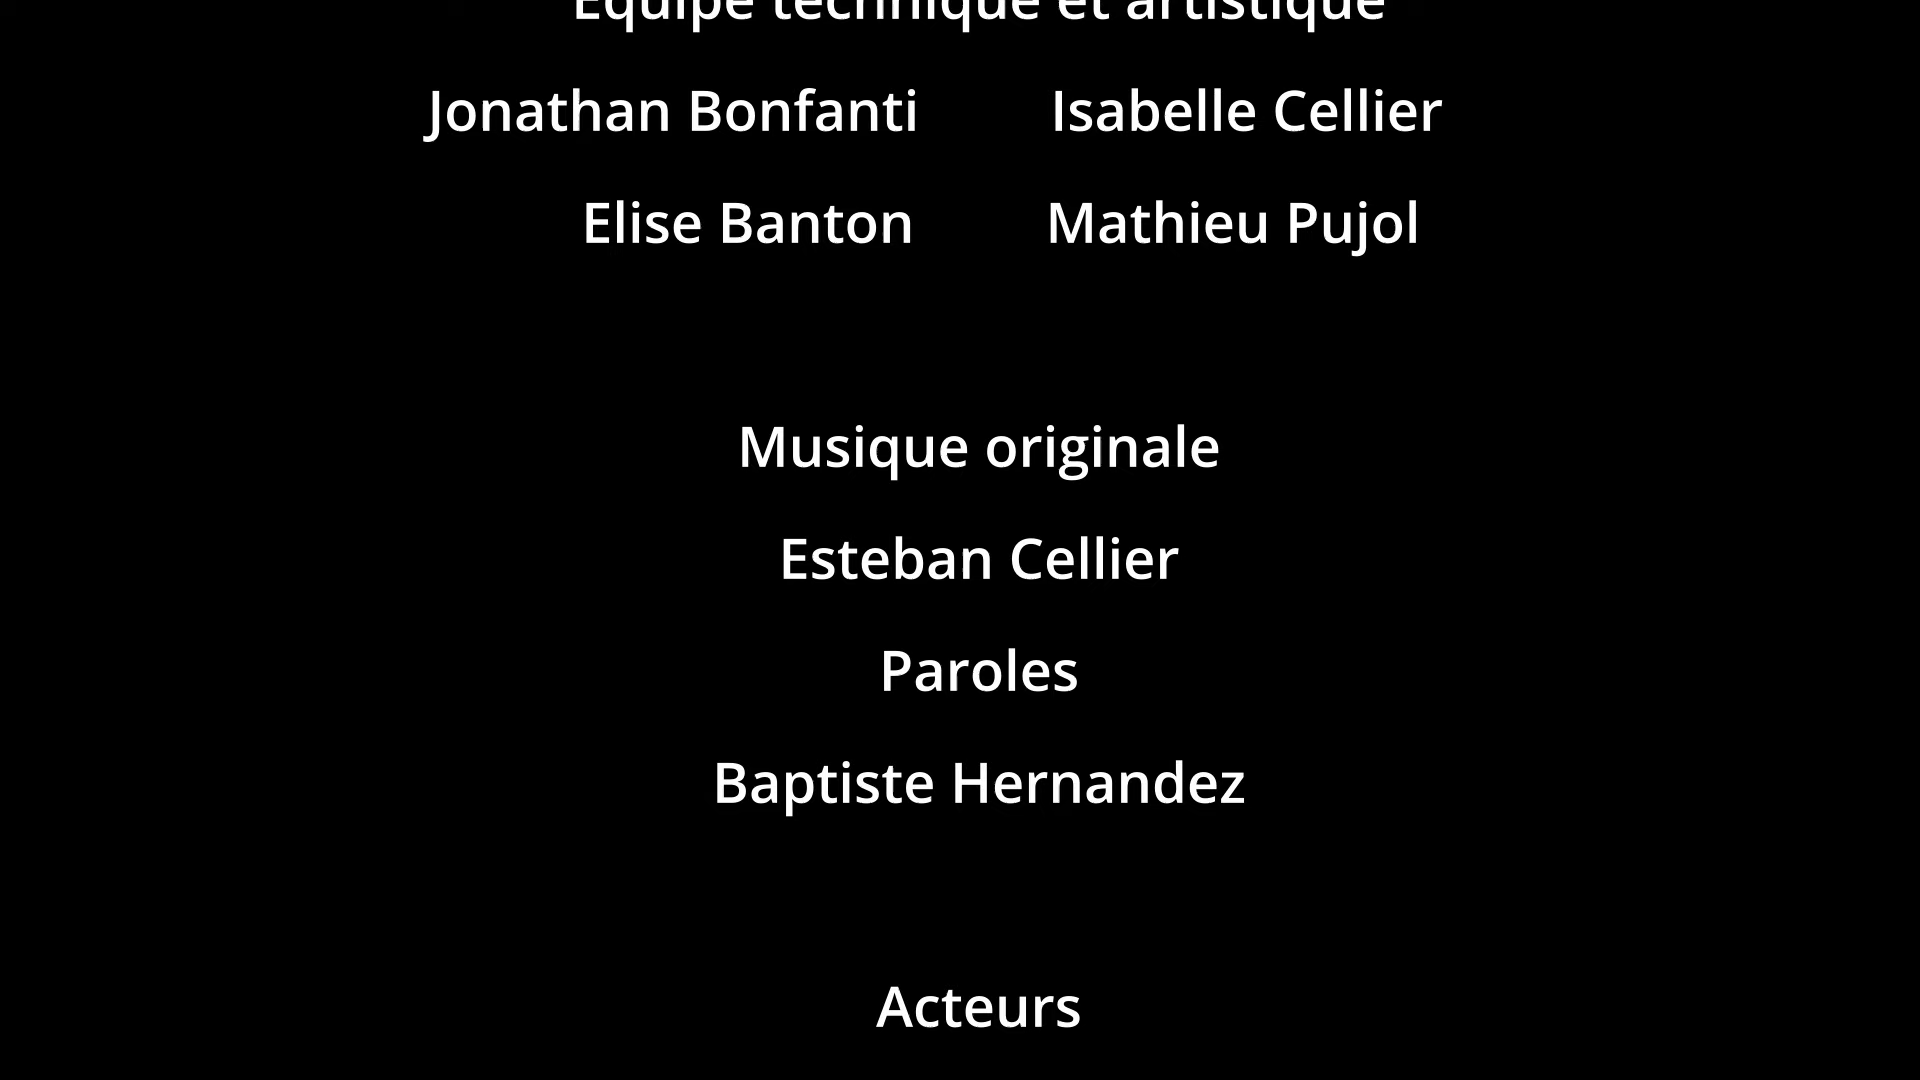 Equipe technique et artistique
Jonathan Bonfanti Isabelle Cellier
Elise Banton Mathieu Pujol
Musique originale
Esteban Cellier
Paroles
Baptiste Hernandez
Acteurs